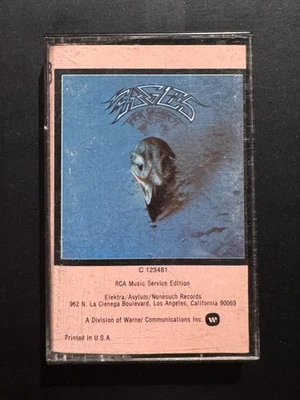 EAGLES
C 123481
RCA Music Service Edition
Elektra/Asylum/Nonesuch Records
962 N. La Cienega Boulevard, Los Angeles, California 90069
A Division of Warner Communications Inc.
Printed in U.S.A.